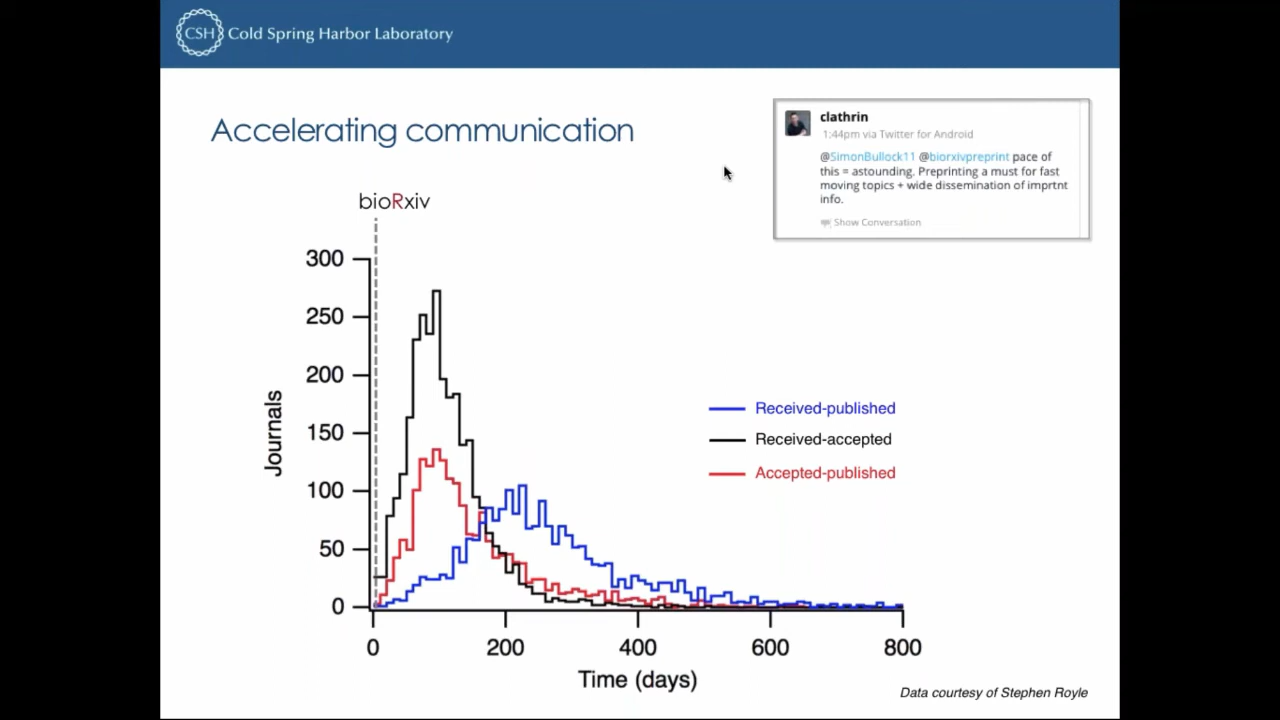 CSH Cold Spring Harbor Laboratory
Accelerating communication
clathrin
1:44pm via Twitter for Android
@SimonBullock11 @biorxivpreprint pace of
this = astounding. Preprinting a must for fast
moving topics + wide dissemination of imprtnt
info.
Show Conversation
bioRxiv
300
250
200
150
100
50
0
Journals
Received-published
Received-accepted
Accepted-published
0 200 400 600 800
Time (days)
Data courtesy of Stephen Royle